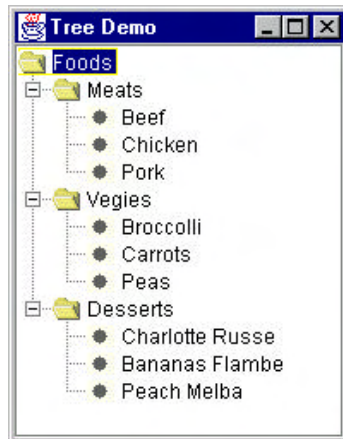 Tree Demo
Foods
Meats
Beef
Chicken
Pork
Vegies
Broccolli
Carrots
Peas
Desserts
Charlotte Russe
Bananas Flambe
Peach Melba